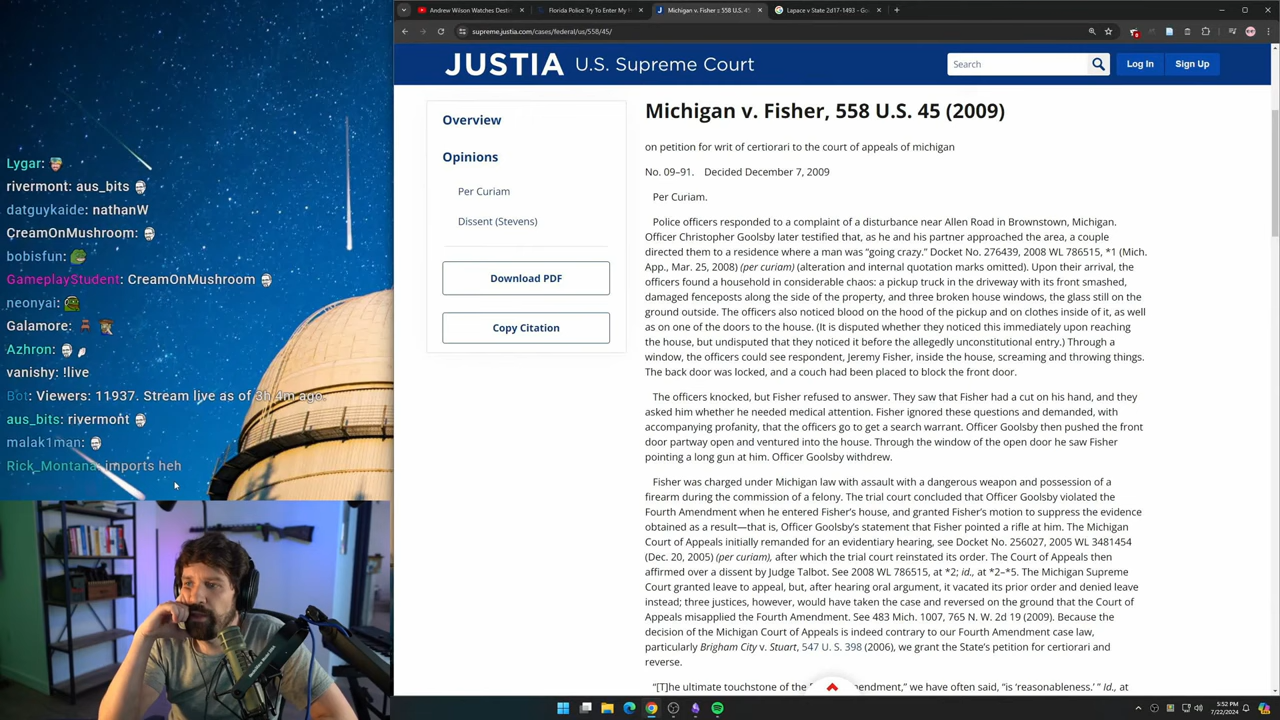 Andrew Wilson Watches Desti
Florida Police Try To Enter My H
Michigan v. Fisher :: 558 U.S. 45
Lapace v State 2d17-1493 - Go
supreme.justia.com/cases/federal/us/558/45/
JUSTIA U.S. Supreme Court
Search
Log In
Sign Up
Overview
Opinions
Per Curiam
Dissent (Stevens)
Download PDF
Copy Citation
Michigan v. Fisher, 558 U.S. 45 (2009)
on petition for writ of certiorari to the court of appeals of michigan
No. 09–91. Decided December 7, 2009
Per Curiam.
Police officers responded to a complaint of a disturbance near Allen Road in Brownstown, Michigan.
Officer Christopher Goolsby later testified that, as he and his partner approached the area, a couple
directed them to a residence where a man was “going crazy.” Docket No. 276439, 2008 WL 786515, *1 (Mich.
App., Mar. 25, 2008) (per curiam) (alteration and internal quotation marks omitted). Upon their arrival, the
officers found a household in considerable chaos: a pickup truck in the driveway with its front smashed,
damaged fenceposts along the side of the property, and three broken house windows, the glass still on the
ground outside. The officers also noticed blood on the hood of the pickup and on clothes inside of it, as well
as on one of the doors to the house. (It is disputed whether they noticed this immediately upon reaching
the house, but undisputed that they noticed it before the allegedly unconstitutional entry.) Through a
window, the officers could see respondent, Jeremy Fisher, inside the house, screaming and throwing things.
The back door was locked, and a couch had been placed to block the front door.
The officers knocked, but Fisher refused to answer. They saw that Fisher had a cut on his hand, and they
asked him whether he needed medical attention. Fisher ignored these questions and demanded, with
accompanying profanity, that the officers go to get a search warrant. Officer Goolsby then pushed the front
door partway open and ventured into the house. Through the window of the open door he saw Fisher
pointing a long gun at him. Officer Goolsby withdrew.
Fisher was charged under Michigan law with assault with a dangerous weapon and possession of a
firearm during the commission of a felony. The trial court concluded that Officer Goolsby violated the
Fourth Amendment when he entered Fisher’s house, and granted Fisher’s motion to suppress the evidence
obtained as a result—that is, Officer Goolsby’s statement that Fisher pointed a rifle at him. The Michigan
Court of Appeals initially remanded for an evidentiary hearing, see Docket No. 256027, 2005 WL 3481454
(Dec. 20, 2005) (per curiam), after which the trial court reinstated its order. The Court of Appeals then
affirmed over a dissent by Judge Talbot. See 2008 WL 786515, at *2; id., at *2–*5. The Michigan Supreme
Court granted leave to appeal, but, after hearing oral argument, it vacated its prior order and denied leave
instead; three justices, however, would have taken the case and reversed on the ground that the Court of
Appeals misapplied the Fourth Amendment. See 483 Mich. 1007, 765 N. W. 2d 19 (2009). Because the
decision of the Michigan Court of Appeals is indeed contrary to our Fourth Amendment case law,
particularly Brigham City v. Stuart, 547 U. S. 398 (2006), we grant the State’s petition for certiorari and
reverse.
“[T]he ultimate touchstone of the Amendment,” we have often said, “is ‘reasonableness.’ ” Id., at
Lygar:
rivermont: aus_bits
datguykaide: nathanW
CreamOnMushroom:
bobisfun:
GameplayStudent: CreamOnMushroom
neonyai:
Galamore:
Azhron:
vanishy: !live
Bot: Viewers: 11937. Stream live as of 3h 4m ago.
aus_bits: rivermont
malak1man:
Rick_Montana: imports heh
5:52 PM
7/22/2024